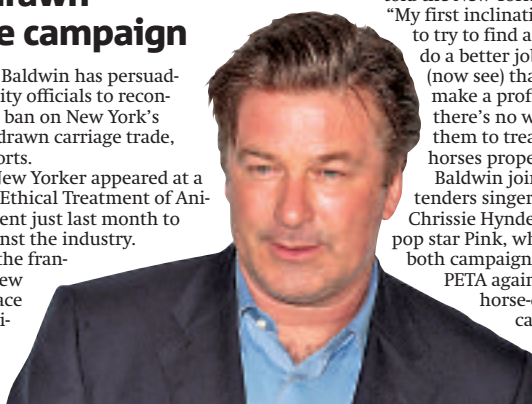 drawn
e campaign
Baldwin has persuad-
ity officials to recon-
ban on New York's
drawn carriage trade,
orts.
New Yorker appeared at a
Ethical Treatment of Ani-
ent just last month to
nst the industry.
the fran-
ew
ace
i-
“My first inclinati
to try to find a
do a better jo
(now see) tha
make a prof
there's no w
them to trea
horses prope
Baldwin join
tenders singer
Chrissie Hynde
pop star Pink, wh
both campaign
PETA again
horse-
ca